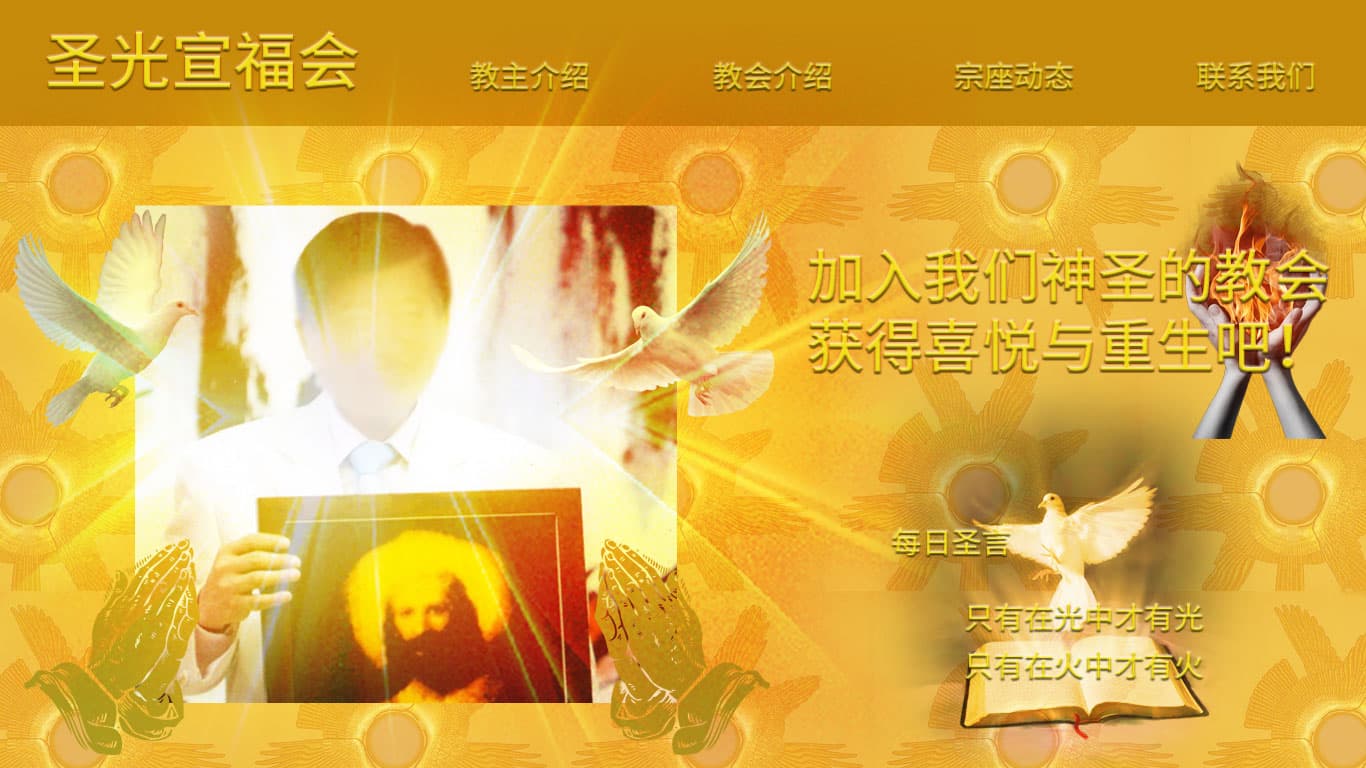 圣光宣福会
教主介绍
教会介绍
宗座动态
联系我们
加入我们神圣的教会
获得喜悦与重生吧！
每日圣言
只有在光中才有光
只有在火中才有火